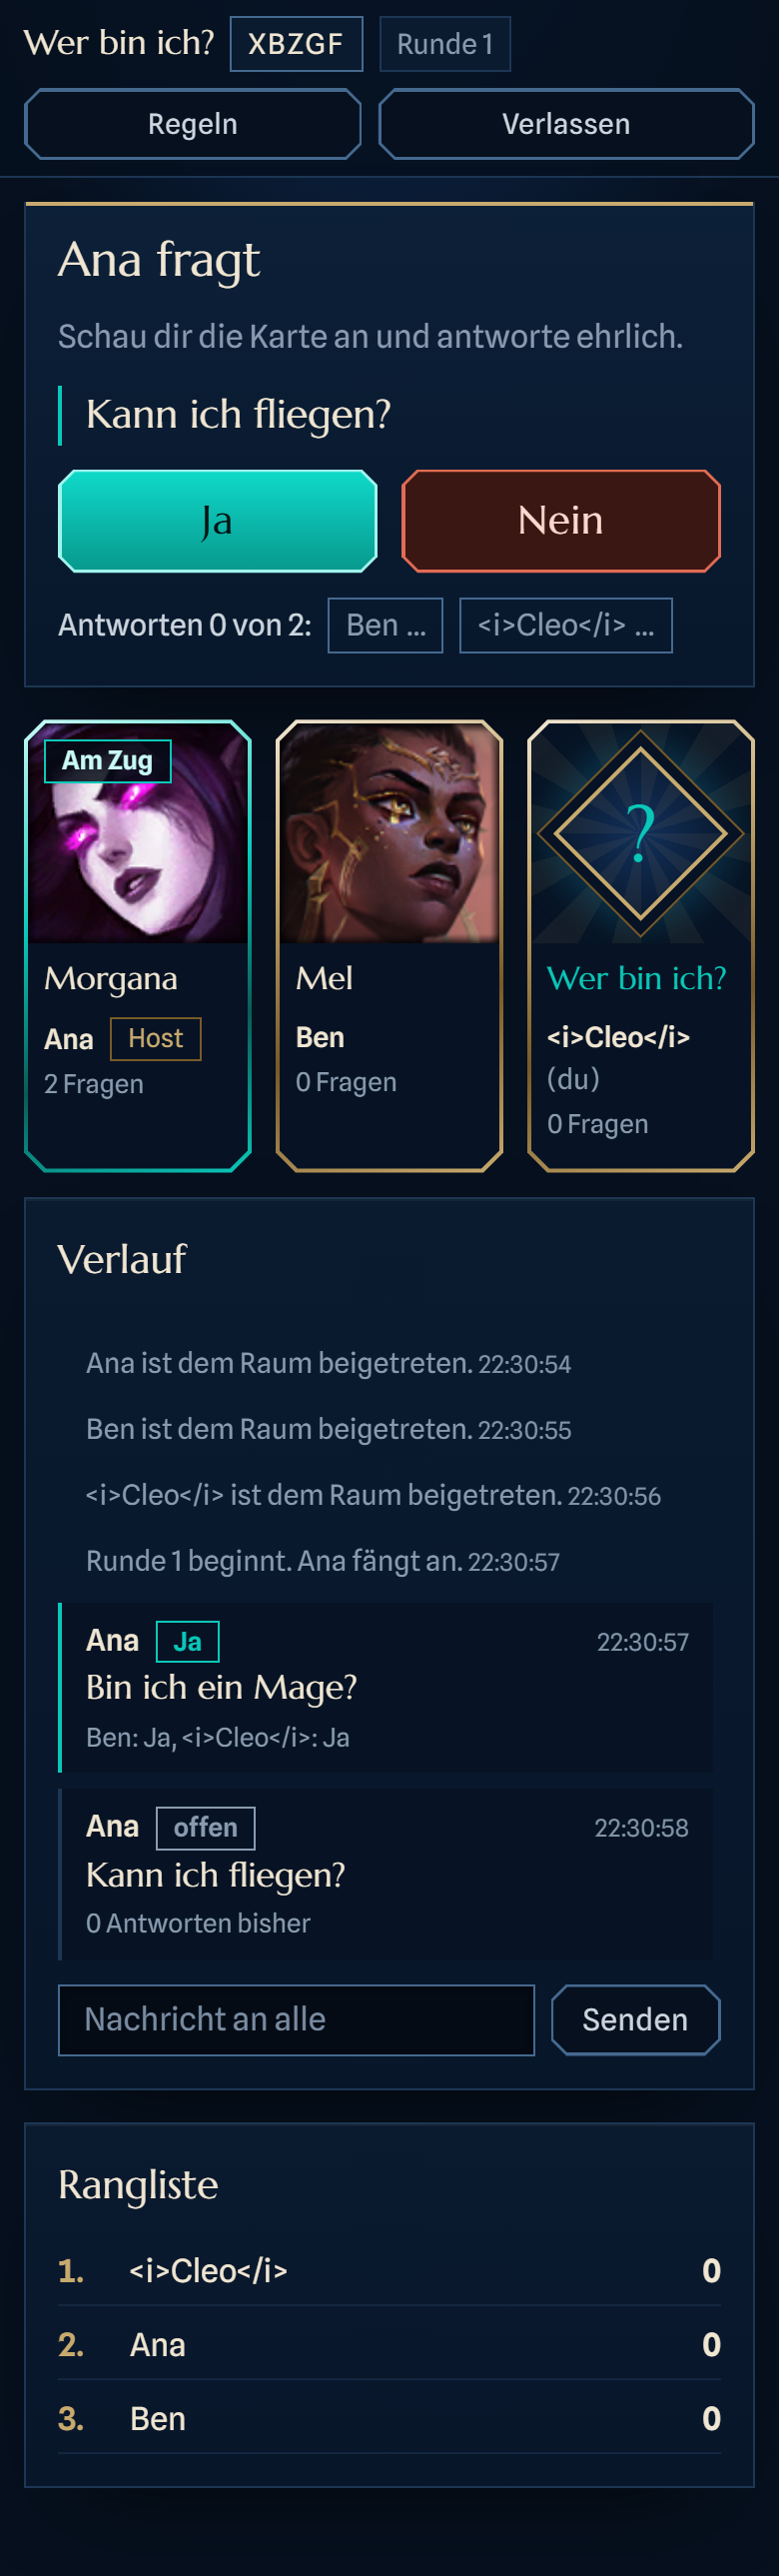 Wer bin ich? XBZGF Runde 1
Regeln Verlassen
Ana fragt
Schau dir die Karte an und antworte ehrlich.
Kann ich fliegen?
Ja Nein
Antworten 0 von 2: Ben ... <i>Cleo</i> ...
Am Zug
?
Morgana
Ana Host
2 Fragen
Mel
Ben
0 Fragen
Wer bin ich?
<i>Cleo</i>
(du)
0 Fragen
Verlauf
Ana ist dem Raum beigetreten. 22:30:54
Ben ist dem Raum beigetreten. 22:30:55
<i>Cleo</i> ist dem Raum beigetreten. 22:30:56
Runde 1 beginnt. Ana fängt an. 22:30:57
Ana Ja 22:30:57
Bin ich ein Mage?
Ben: Ja, <i>Cleo</i>: Ja
Ana offen 22:30:58
Kann ich fliegen?
0 Antworten bisher
Nachricht an alle Senden
Rangliste
1. <i>Cleo</i> 0
2. Ana 0
3. Ben 0